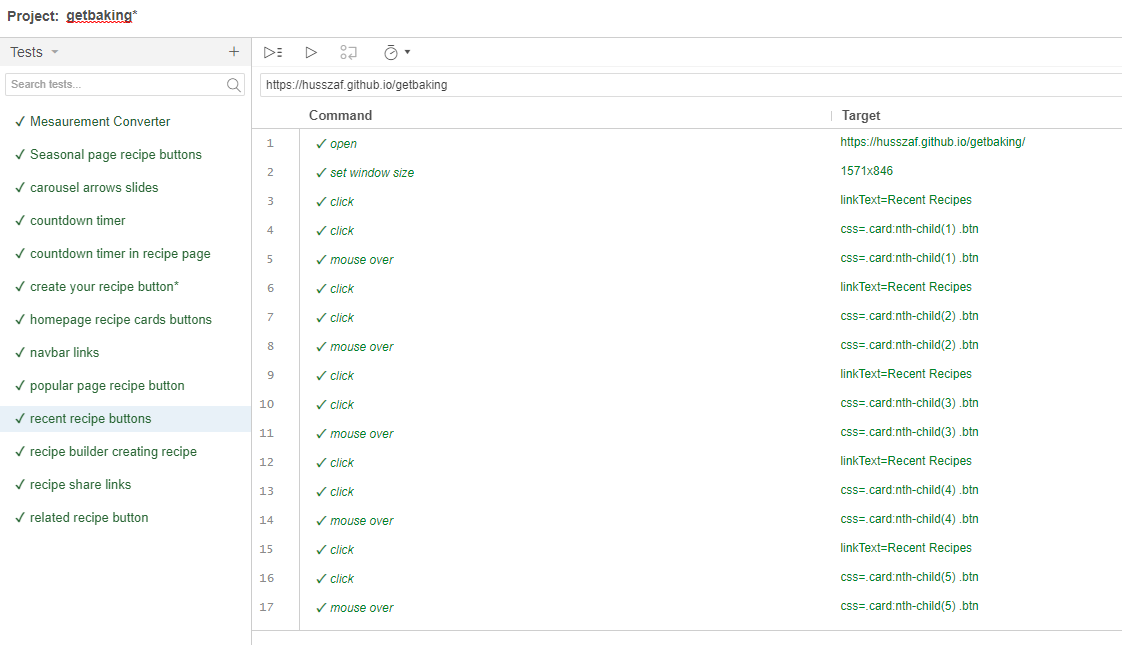 Project: getbaking*
Tests
Search tests...
✓ Mesaurement Converter
✓ Seasonal page recipe buttons
✓ carousel arrows slides
✓ countdown timer
✓ countdown timer in recipe page
✓ create your recipe button*
✓ homepage recipe cards buttons
✓ navbar links
✓ popular page recipe button
✓ recent recipe buttons
✓ recipe builder creating recipe
✓ recipe share links
✓ related recipe button
https://husszaf.github.io/getbaking
Command Target
1 ✓ open https://husszaf.github.io/getbaking/
2 ✓ set window size 1571x846
3 ✓ click linkText=Recent Recipes
4 ✓ click css=.card:nth-child(1) .btn
5 ✓ mouse over css=.card:nth-child(1) .btn
6 ✓ click linkText=Recent Recipes
7 ✓ click css=.card:nth-child(2) .btn
8 ✓ mouse over css=.card:nth-child(2) .btn
9 ✓ click linkText=Recent Recipes
10 ✓ click css=.card:nth-child(3) .btn
11 ✓ mouse over css=.card:nth-child(3) .btn
12 ✓ click linkText=Recent Recipes
13 ✓ click css=.card:nth-child(4) .btn
14 ✓ mouse over css=.card:nth-child(4) .btn
15 ✓ click linkText=Recent Recipes
16 ✓ click css=.card:nth-child(5) .btn
17 ✓ mouse over css=.card:nth-child(5) .btn